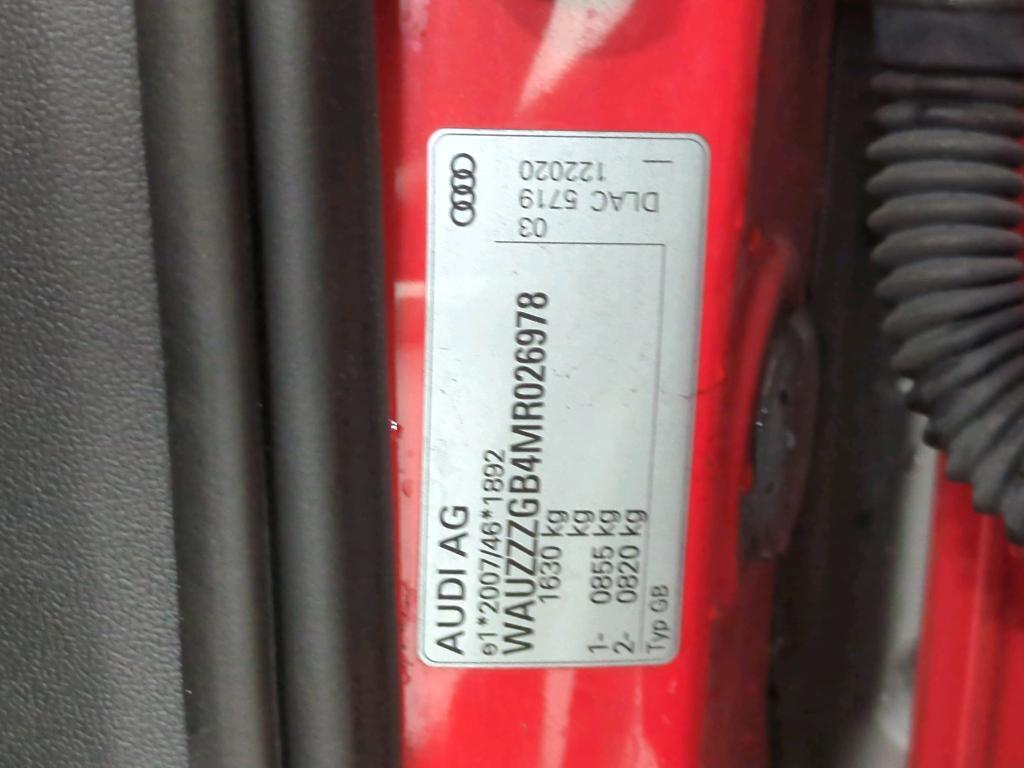 AUDI AG
e1*2007/46*1892
WAUZZZGB4MR026978
1630 kg
kg
1- 0855 kg
2- 0820 kg
Typ GB
03
DLAC 5719
122020